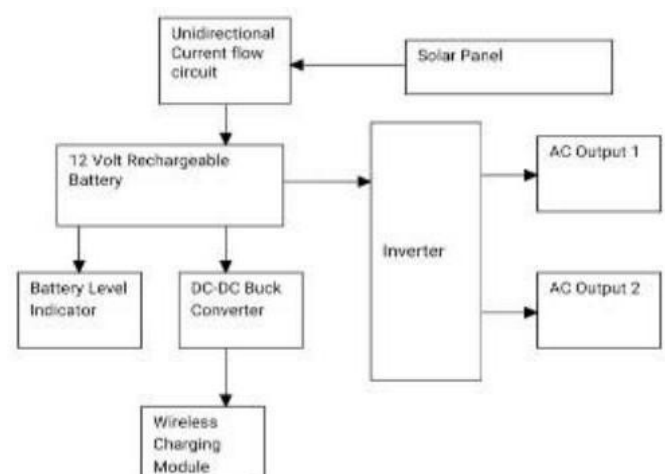 Unidirectional
Current flow
circuit
Solar Panel
12 Volt Rechargeable
Battery
AC Output 1
Inverter
Battery Level
Indicator
DC-DC Buck
Converter
AC Output 2
Wireless
Charging
Module